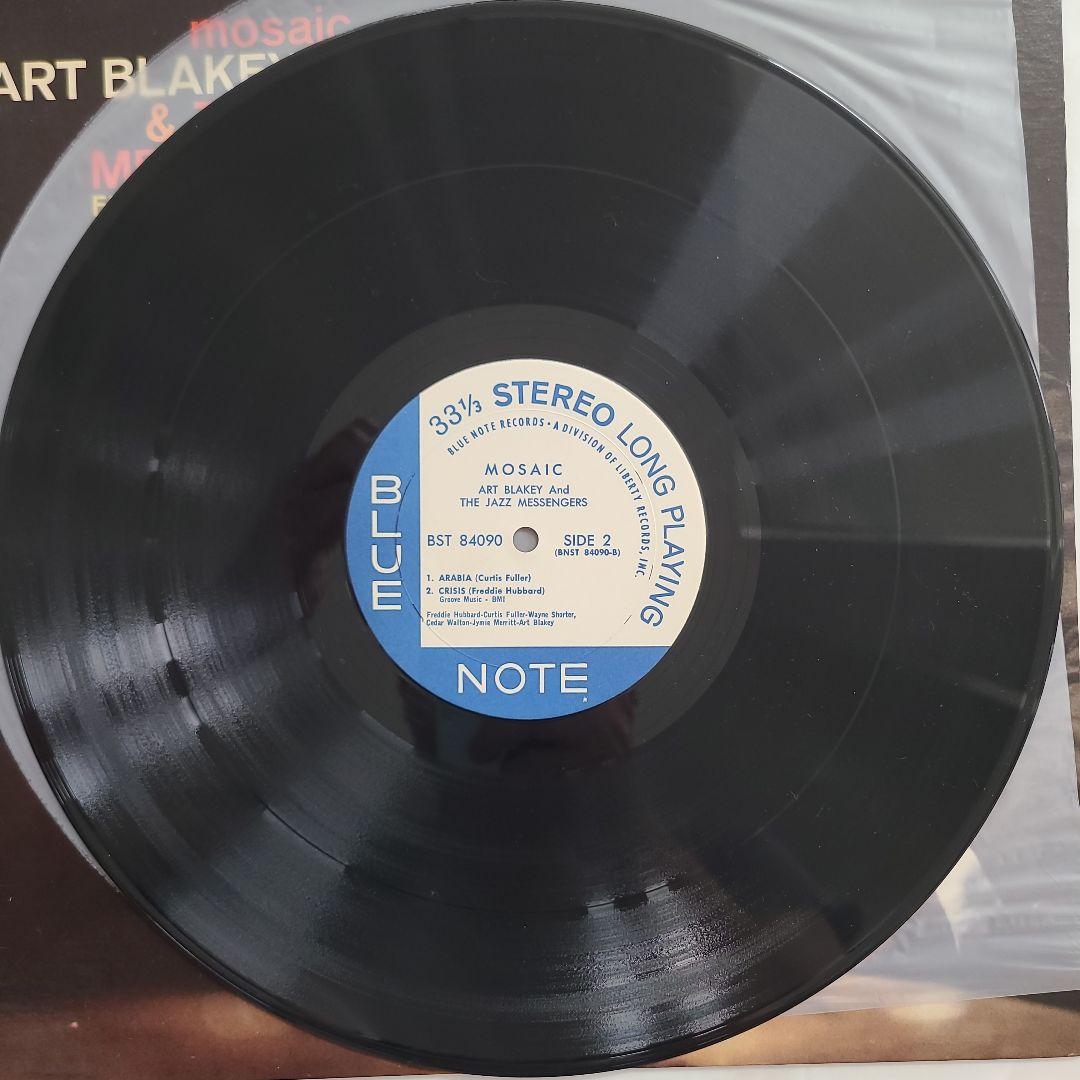 mosaic
ART BLAKEY
&
33⅓ STEREO LONG PLAYING
BLUE NOTE RECORDS • A DIVISION OF LIBERTY RECORDS, INC.
MOSAIC
ART BLAKEY And
THE JAZZ MESSENGERS
BST 84090
SIDE 2
(BNST 84090-B)
1. ARABIA (Curtis Fuller)
2. CRISIS (Freddie Hubbard)
Groove Music - BMI
Freddie Hubbard-Curtis Fuller-Wayne Shorter,
Cedar Walton-Jymie Merritt-Art Blakey
BLUE
NOTE